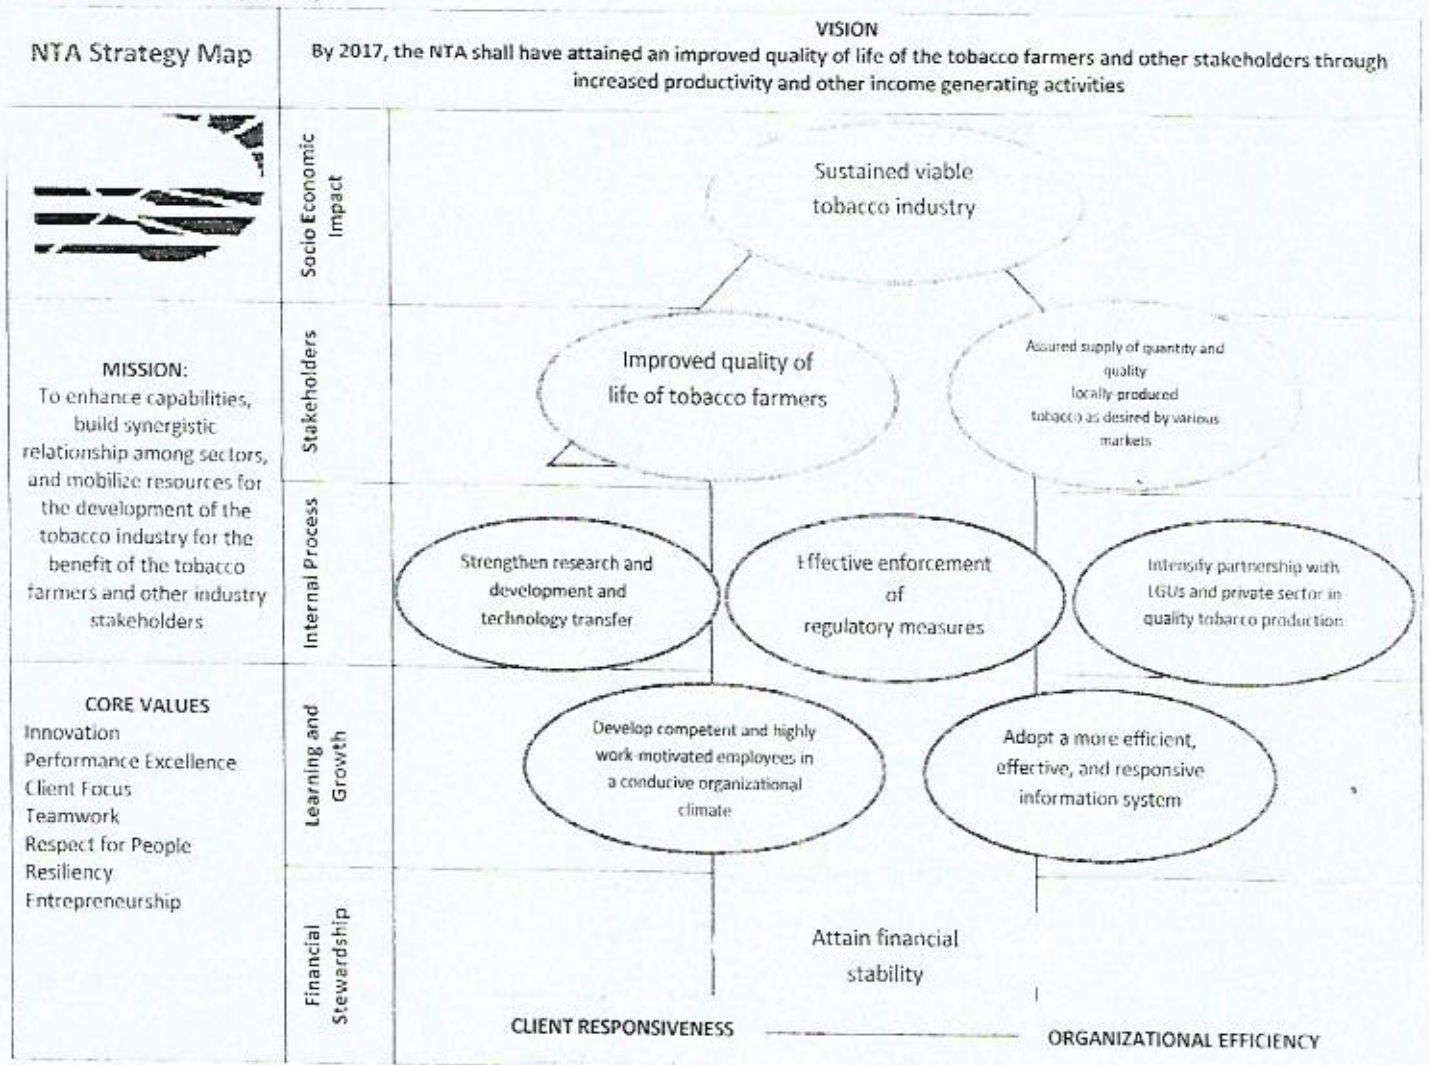 NTA Strategy Map
VISION
By 2017, the NTA shall have attained an improved quality of life of the tobacco farmers and other stakeholders through
increased productivity and other income generating activities
Socio Economic
Impact
Sustained viable
tobacco industry
MISSION:
To enhance capabilities,
build synergistic
relationship among sectors,
and mobilize resources for
the development of the
tobacco industry for the
benefit of the tobacco
farmers and other industry
stakeholders
Stakeholders
Improved quality of
life of tobacco farmers
Assured supply of quantity and
quality
locally-produced
tobacco as desired by various
markets
Internal Process
Strengthen research and
development and
technology transfer
Effective enforcement
of
regulatory measures
Intensify partnership with
LGUs and private sector in
quality tobacco production
CORE VALUES
Innovation
Performance Excellence
Client Focus
Teamwork
Respect for People
Resiliency
Entrepreneurship
Learning and
Growth
Develop competent and highly
work-motivated employees in
a conducive organizational
climate
Adopt a more efficient,
effective, and responsive
information system
Financial
Stewardship
Attain financial
stability
CLIENT RESPONSIVENESS
ORGANIZATIONAL EFFICIENCY